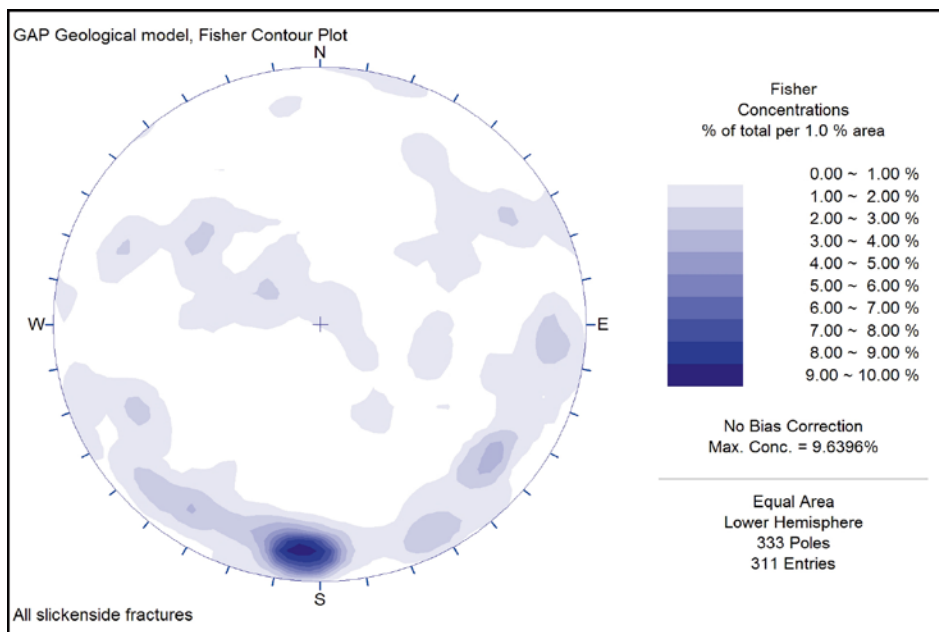 GAP Geological model, Fisher Contour Plot
N
W
E
S
All slickenside fractures
Fisher
Concentrations
% of total per 1.0 % area
0.00 ~ 1.00 %
1.00 ~ 2.00 %
2.00 ~ 3.00 %
3.00 ~ 4.00 %
4.00 ~ 5.00 %
5.00 ~ 6.00 %
6.00 ~ 7.00 %
7.00 ~ 8.00 %
8.00 ~ 9.00 %
9.00 ~ 10.00 %
No Bias Correction
Max. Conc. = 9.6396%
Equal Area
Lower Hemisphere
333 Poles
311 Entries